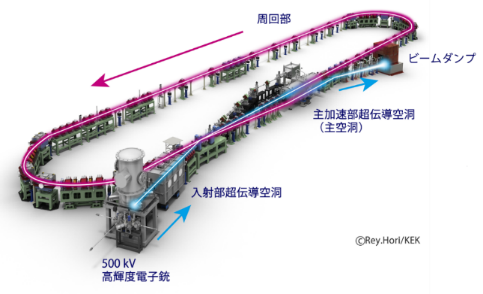 周回部
ビームダンプ
主加速部超伝導空洞
（主空洞）
入射部超伝導空洞
©Rey.Hori/KEK
500 kV
高輝度電子銃